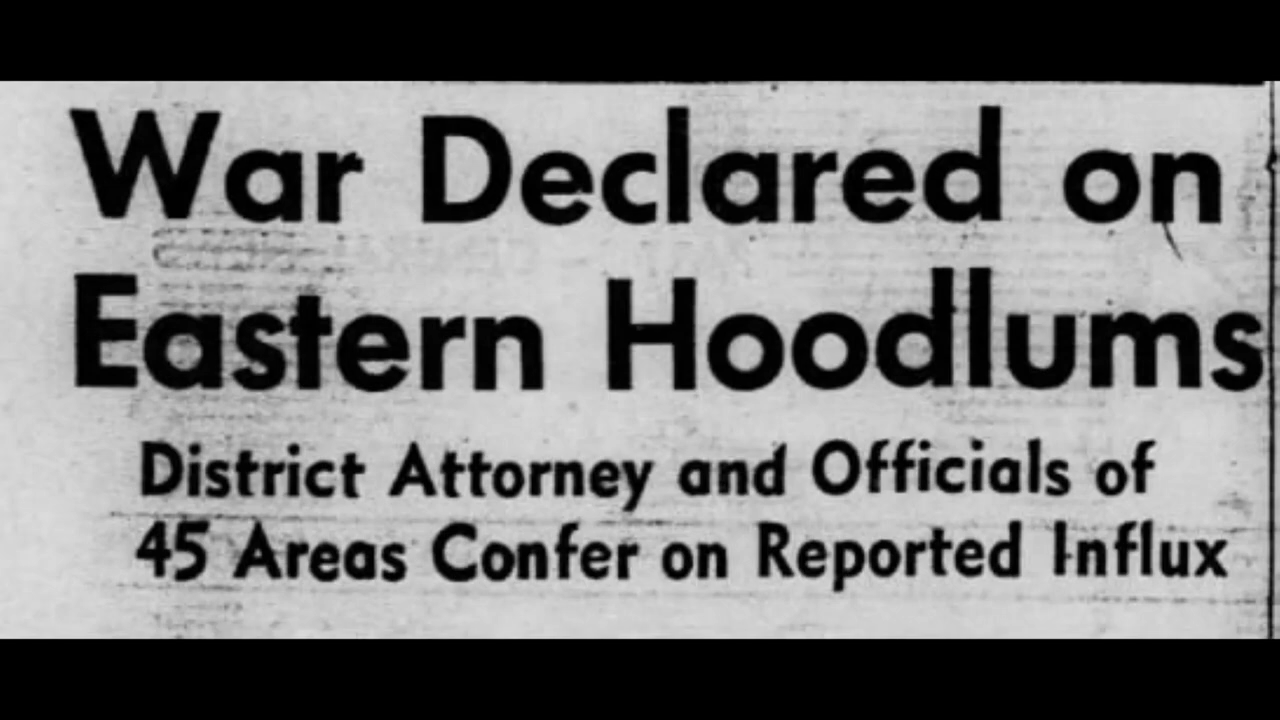 War Declared on
Eastern Hoodlums
District Attorney and Officials of
45 Areas Confer on Reported Influx